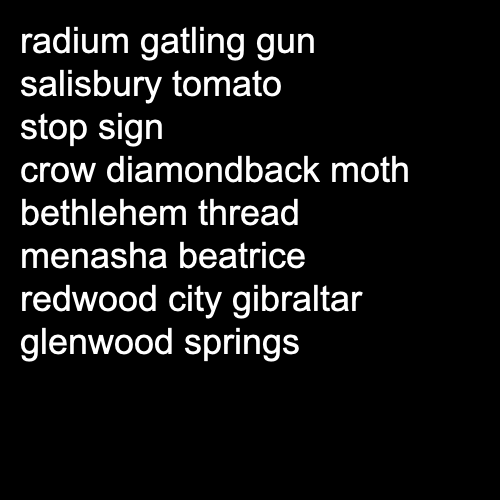 radium gatling gun
salisbury tomato
stop sign
crow diamondback moth
bethlehem thread
menasha beatrice
redwood city gibraltar
glenwood springs